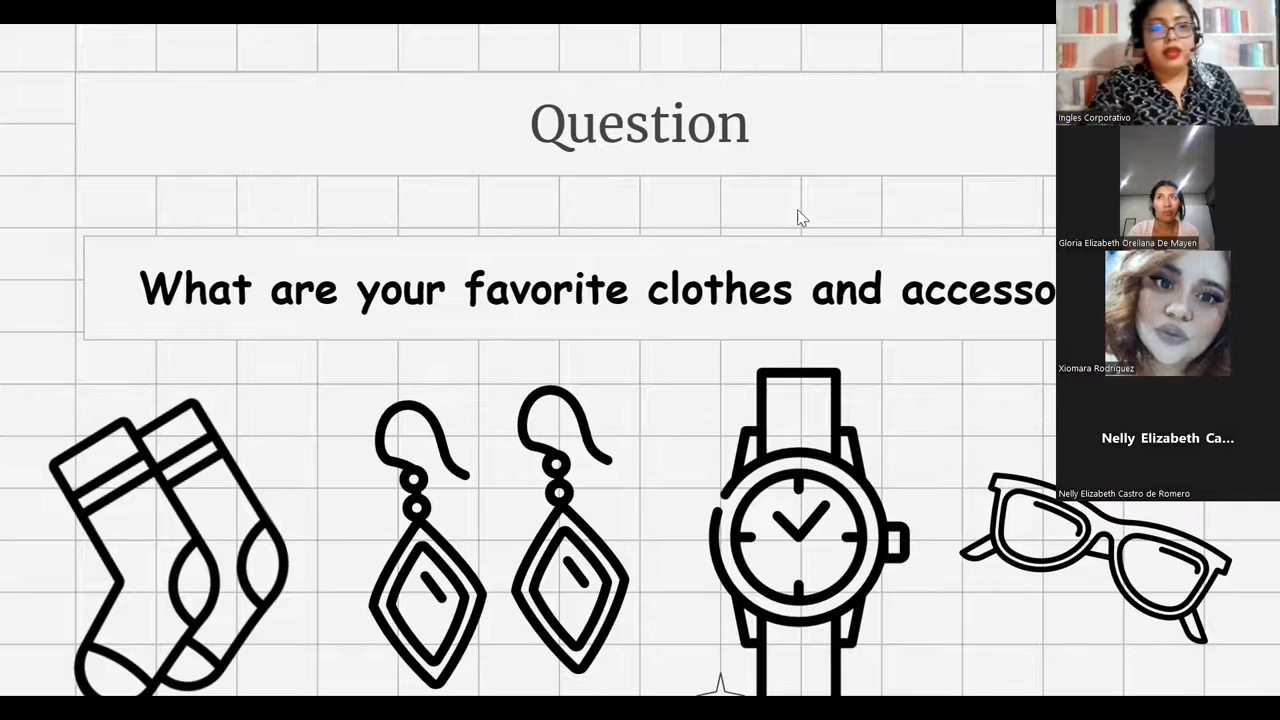 Question
What are your favorite clothes and accesso
Ingles Corporativo
Gloria Elizabeth Orellana De Mayen
Xiomara Rodriguez
Nelly Elizabeth Ca...
Nelly Elizabeth Castro de Romero